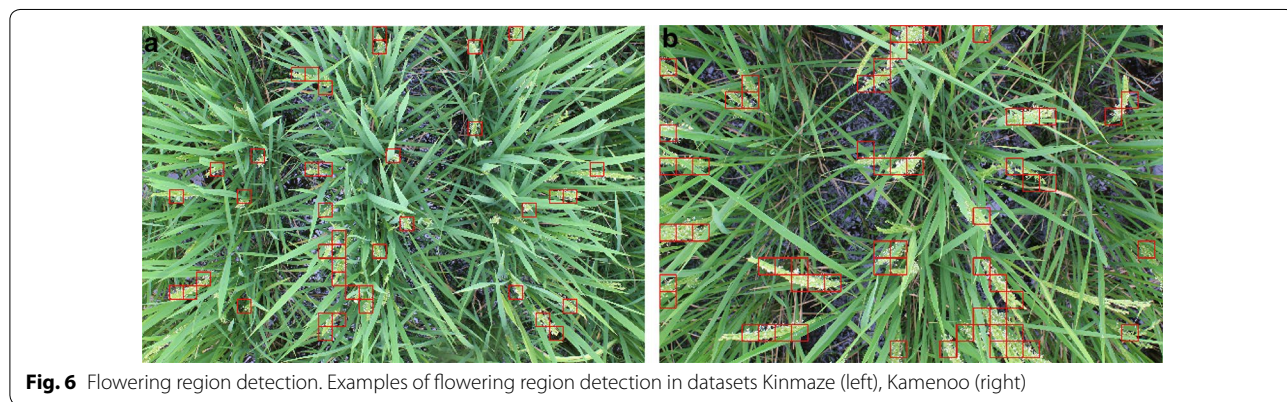 a
b
Fig. 6 Flowering region detection. Examples of flowering region detection in datasets Kinmaze (left), Kamenoo (right)